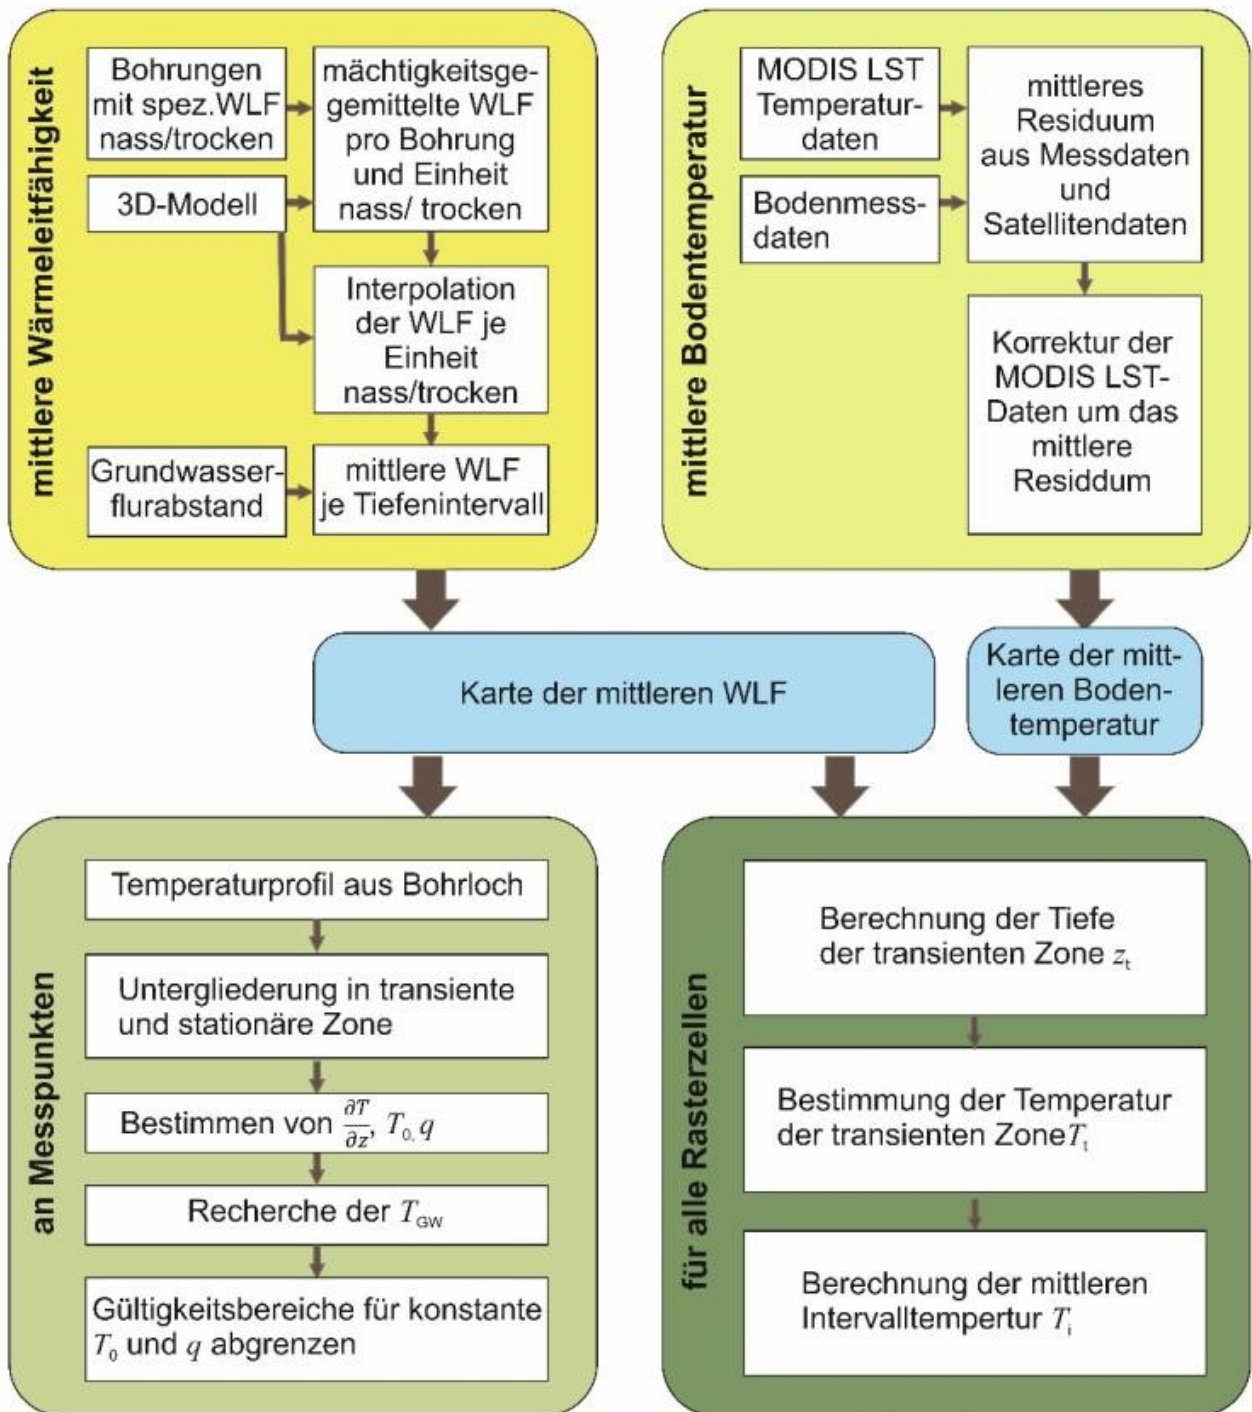 mittlere Wärmeleitfähigkeit
Bohrungen
mit spez.WLF
nass/trocken
3D-Modell
mächtigkeitsge-
gemittelte WLF
pro Bohrung
und Einheit
nass/ trocken
Interpolation
der WLF je
Einheit
nass/trocken
Grundwasser-
flurabstand
mittlere WLF
je Tiefenintervall
mittlere Bodentemperatur
MODIS LST
Temperatur-
daten
Bodenmess-
daten
mittleres
Residuum
aus Messdaten
und
Satellitendaten
Korrektur der
MODIS LST-
Daten um das
mittlere
Residdum
Karte der mittleren WLF
Karte der mitt-
leren Boden-
temperatur
an Messpunkten
Temperaturprofil aus Bohrloch
Untergliederung in transiente
und stationäre Zone
Bestimmen von ∂T/∂z, T₀, q
Recherche der T_GW
Gültigkeitsbereiche für konstante
T₀ und q abgrenzen
für alle Rasterzellen
Berechnung der Tiefe
der transienten Zone z_t
Bestimmung der Temperatur
der transienten Zone T_t
Berechnung der mittleren
Intervalltempertur T_i